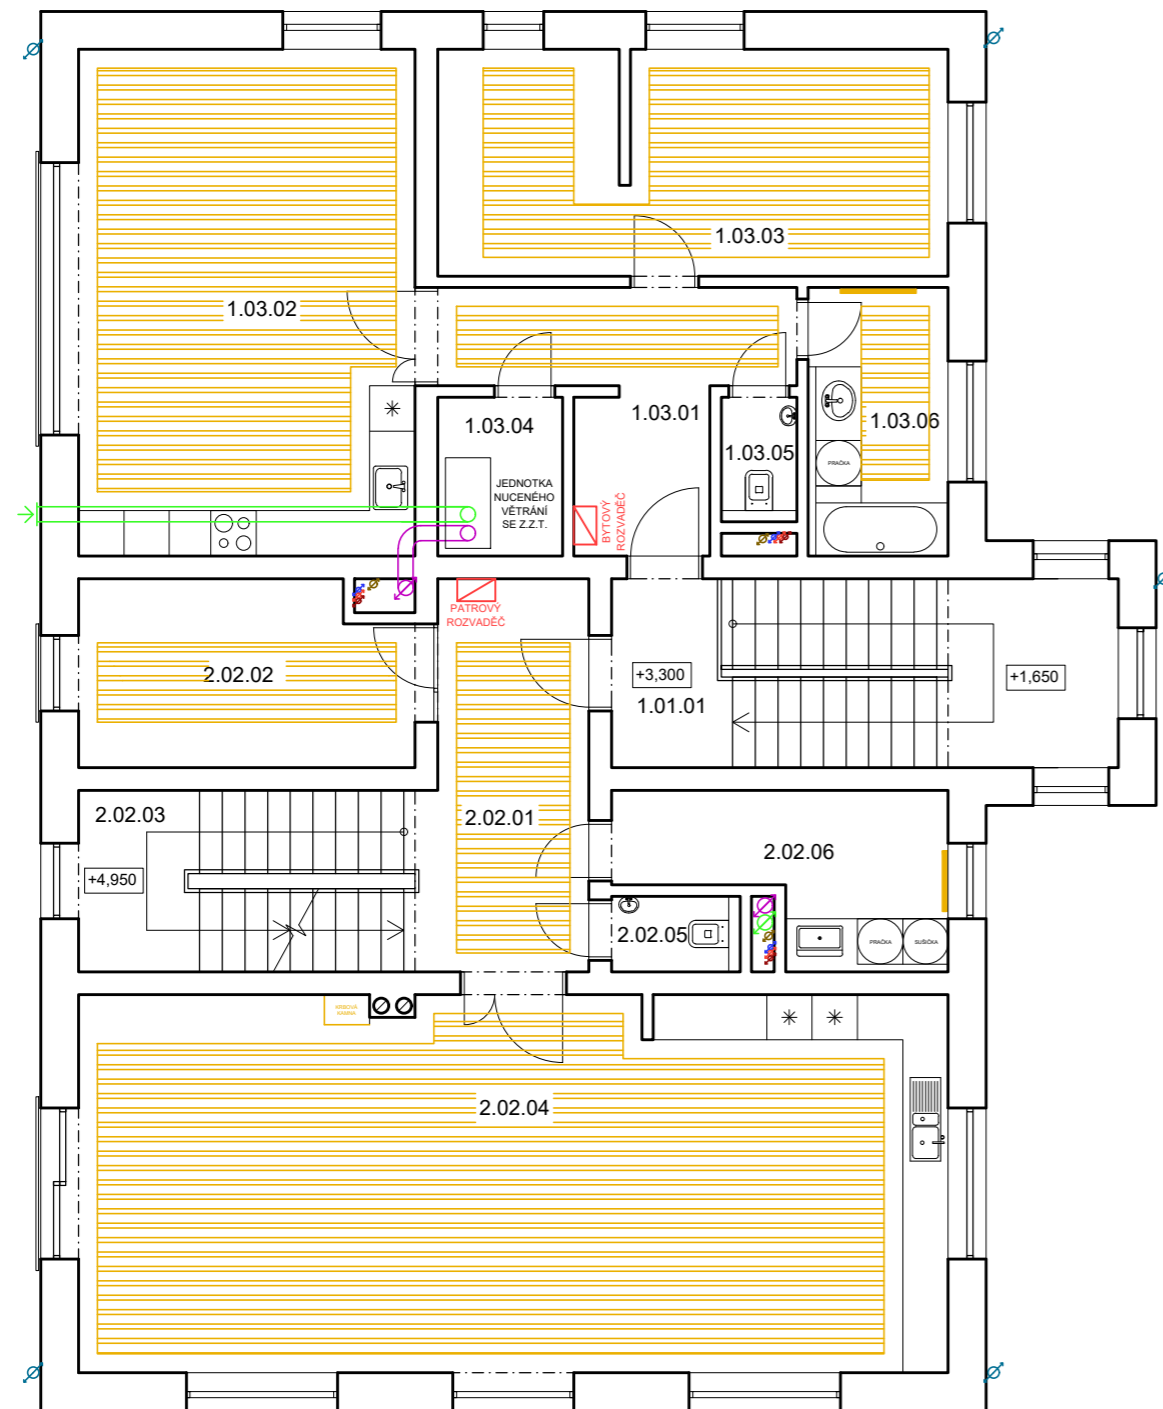 1.03.03
1.03.02
1.03.01
1.03.04
1.03.06
1.03.05
PRAČKA
JEDNOTKA
NUCENÉHO
VĚTRÁNÍ
SE Z.Z.T.
BYTOVÝ
ROZVADĚČ
PATROVÝ
ROZVADĚČ
2.02.02
+3,300
+1,650
1.01.01
2.02.03
2.02.01
2.02.06
+4,950
2.02.05
PRAČKA
SUŠIČKA
KRBOVÁ
KAMNA
2.02.04